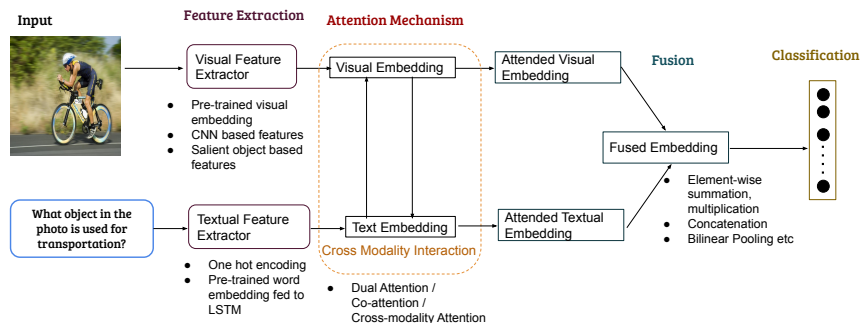 Input
Feature Extraction
Attention Mechanism
Visual Feature
Extractor
Visual Embedding
Attended Visual
Embedding
Fusion
Classification
● Pre-trained visual
embedding
● CNN based features
● Salient object based
features
Fused Embedding
● Element-wise
summation,
multiplication
● Concatenation
● Bilinear Pooling etc
What object in the
photo is used for
transportation?
Textual Feature
Extractor
Text Embedding
Attended Textual
Embedding
Cross Modality Interaction
● One hot encoding
● Pre-trained word
embedding fed to
LSTM
● Dual Attention /
Co-attention /
Cross-modality Attention